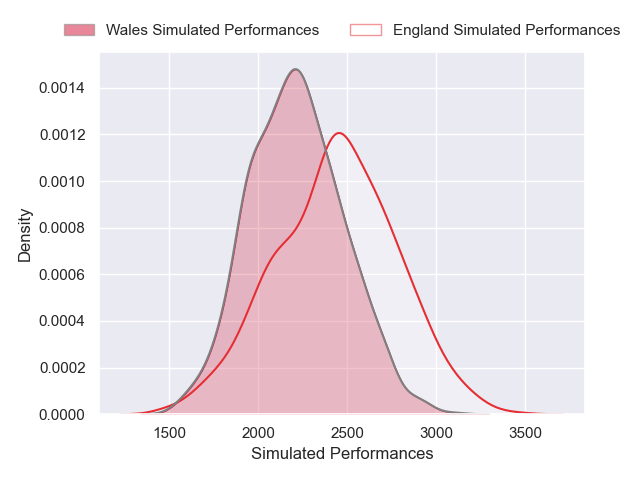 Wales Simulated Performances England Simulated Performances
0.0014
0.0012
0.0010
0.0008
0.0006
0.0004
0.0002
0.0000
Density
1500 2000 2500 3000 3500
Simulated Performances